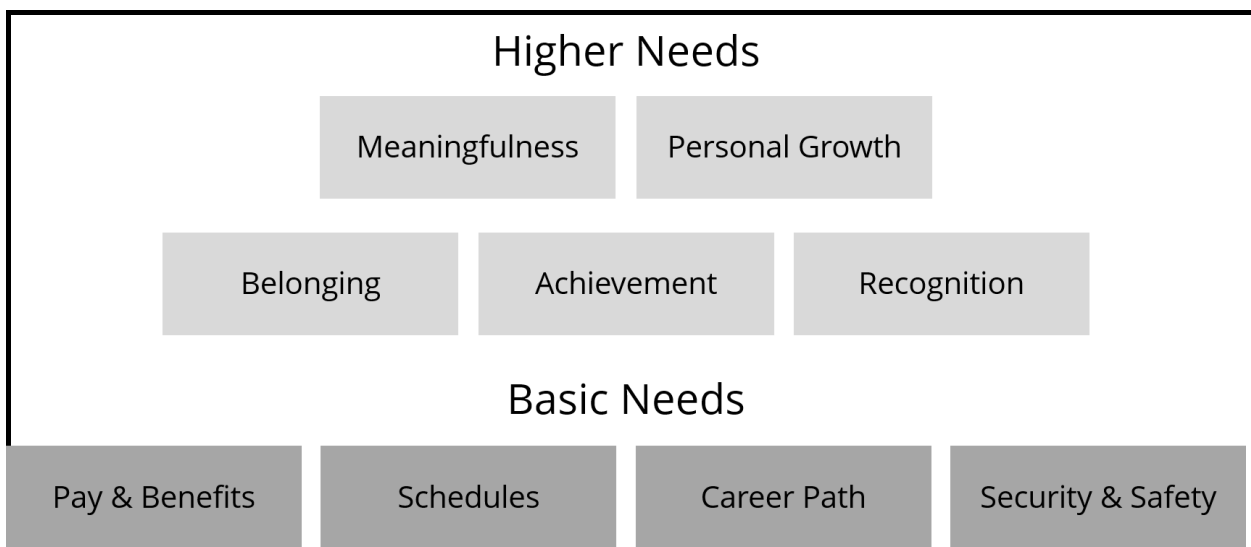 Higher Needs
Meaningfulness
Personal Growth
Belonging
Achievement
Recognition
Basic Needs
Pay & Benefits
Schedules
Career Path
Security & Safety